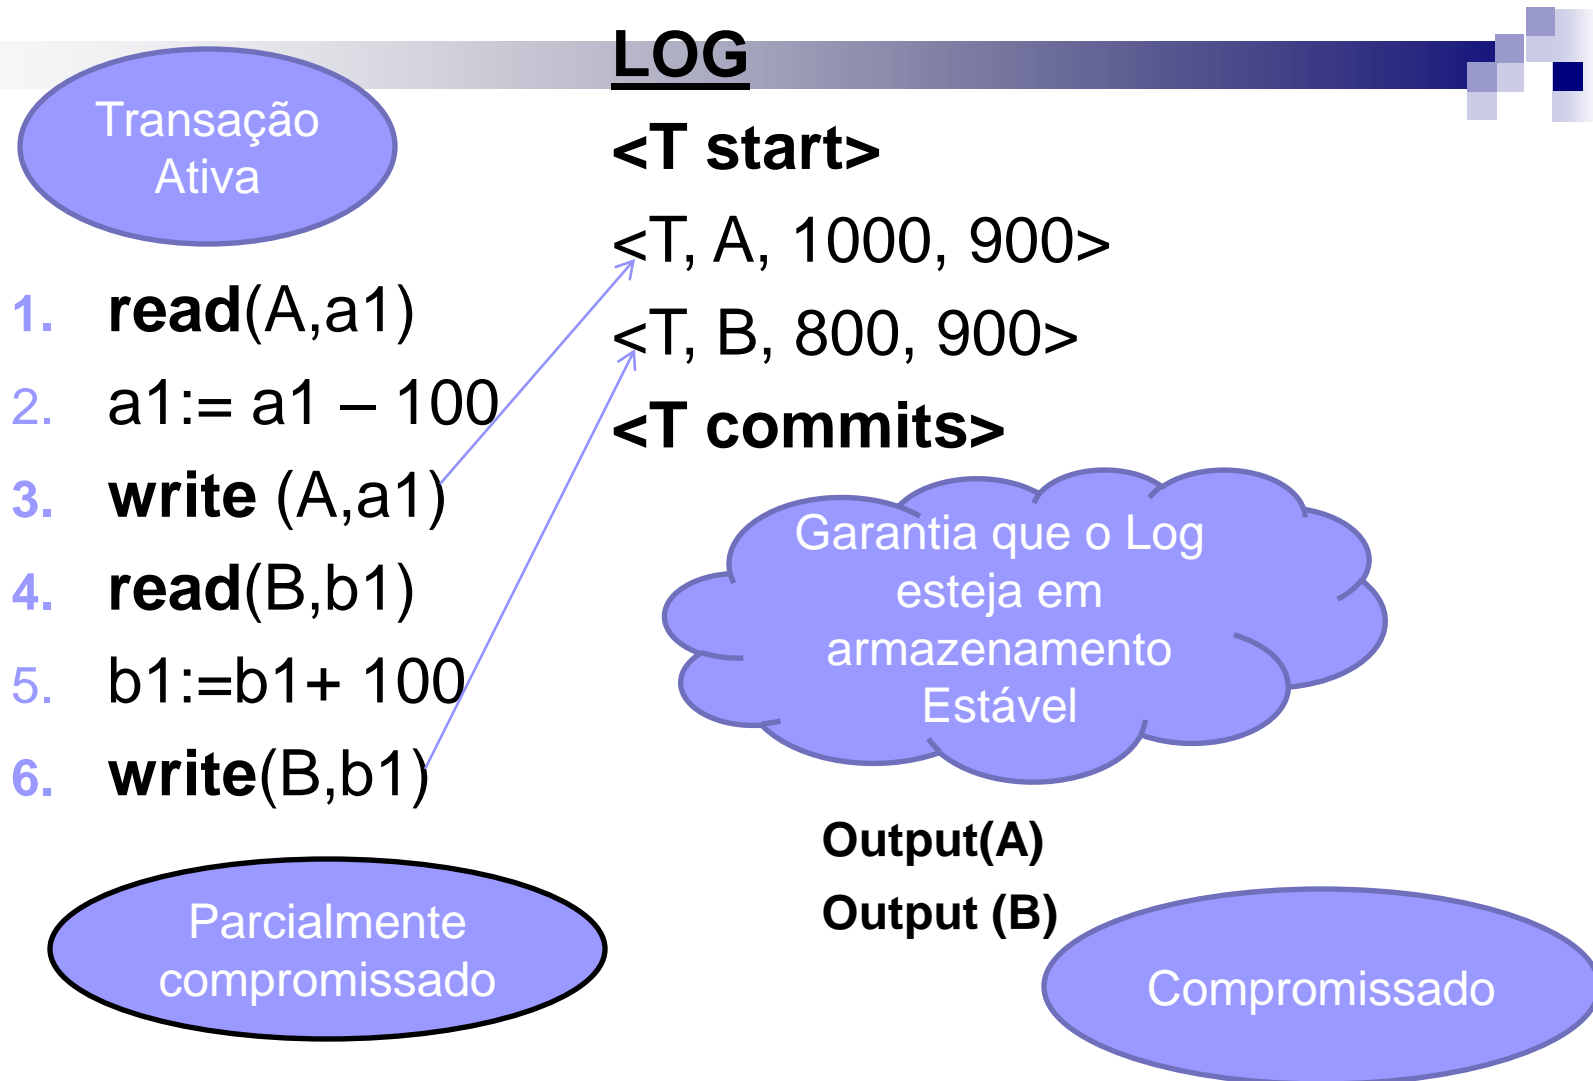 LOG
Transação
Ativa
<T start>
<T, A, 1000, 900>
<T, B, 800, 900>
<T commits>
1. read(A,a1)
2. a1:= a1 – 100
3. write (A,a1)
4. read(B,b1)
5. b1:=b1+ 100
6. write(B,b1)
Garantia que o Log
esteja em
armazenamento
Estável
Output(A)
Output (B)
Parcialmente
compromissado
Compromissado